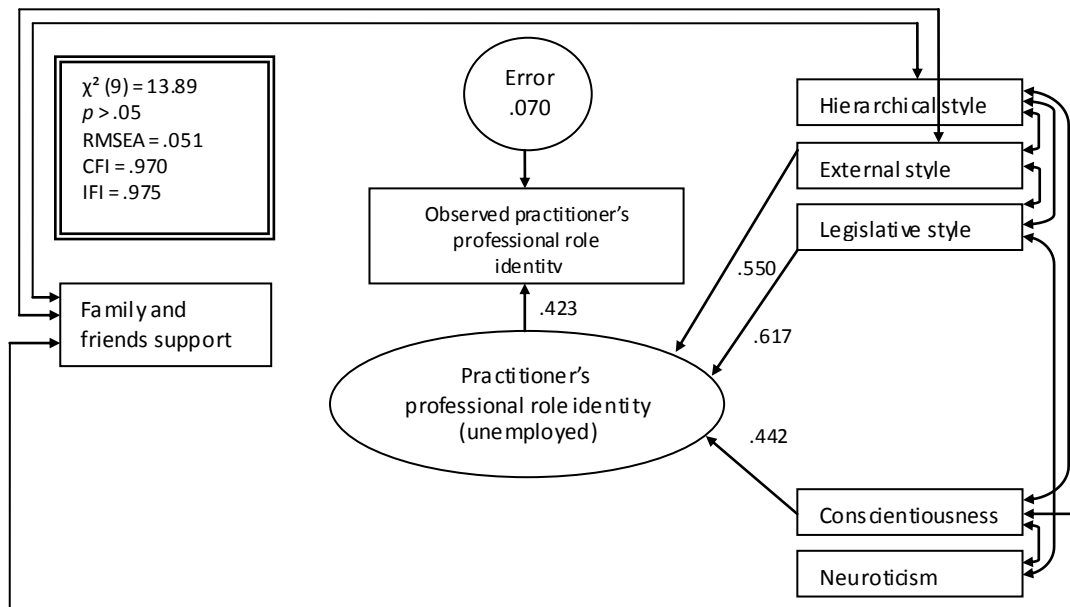 χ² (9) = 13.89
p > .05
RMSEA = .051
CFI = .970
IFI = .975
Error
.070
Hierarchical style
External style
Legislative style
Observed practitioner's
professional role
identity
.550
.423
.617
Family and
friends support
Practitioner's
professional role identity
(unemployed)
.442
Conscientiousness
Neuroticism